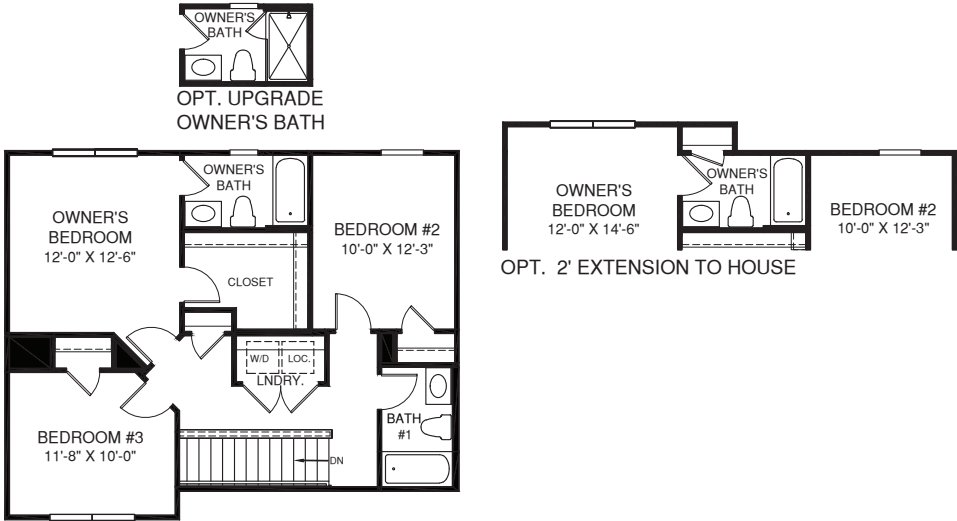 OWNER'S
BATH
OPT. UPGRADE
OWNER'S BATH
OWNER'S
BEDROOM
12'-0" X 12'-6"
OWNER'S
BATH
BEDROOM #2
10'-0" X 12'-3"
CLOSET
W/D
LOC.
LNDRY.
BEDROOM #3
11'-8" X 10'-0"
BATH
#1
DN
OWNER'S
BEDROOM
12'-0" X 14'-6"
OWNER'S
BATH
BEDROOM #2
10'-0" X 12'-3"
OPT. 2' EXTENSION TO HOUSE